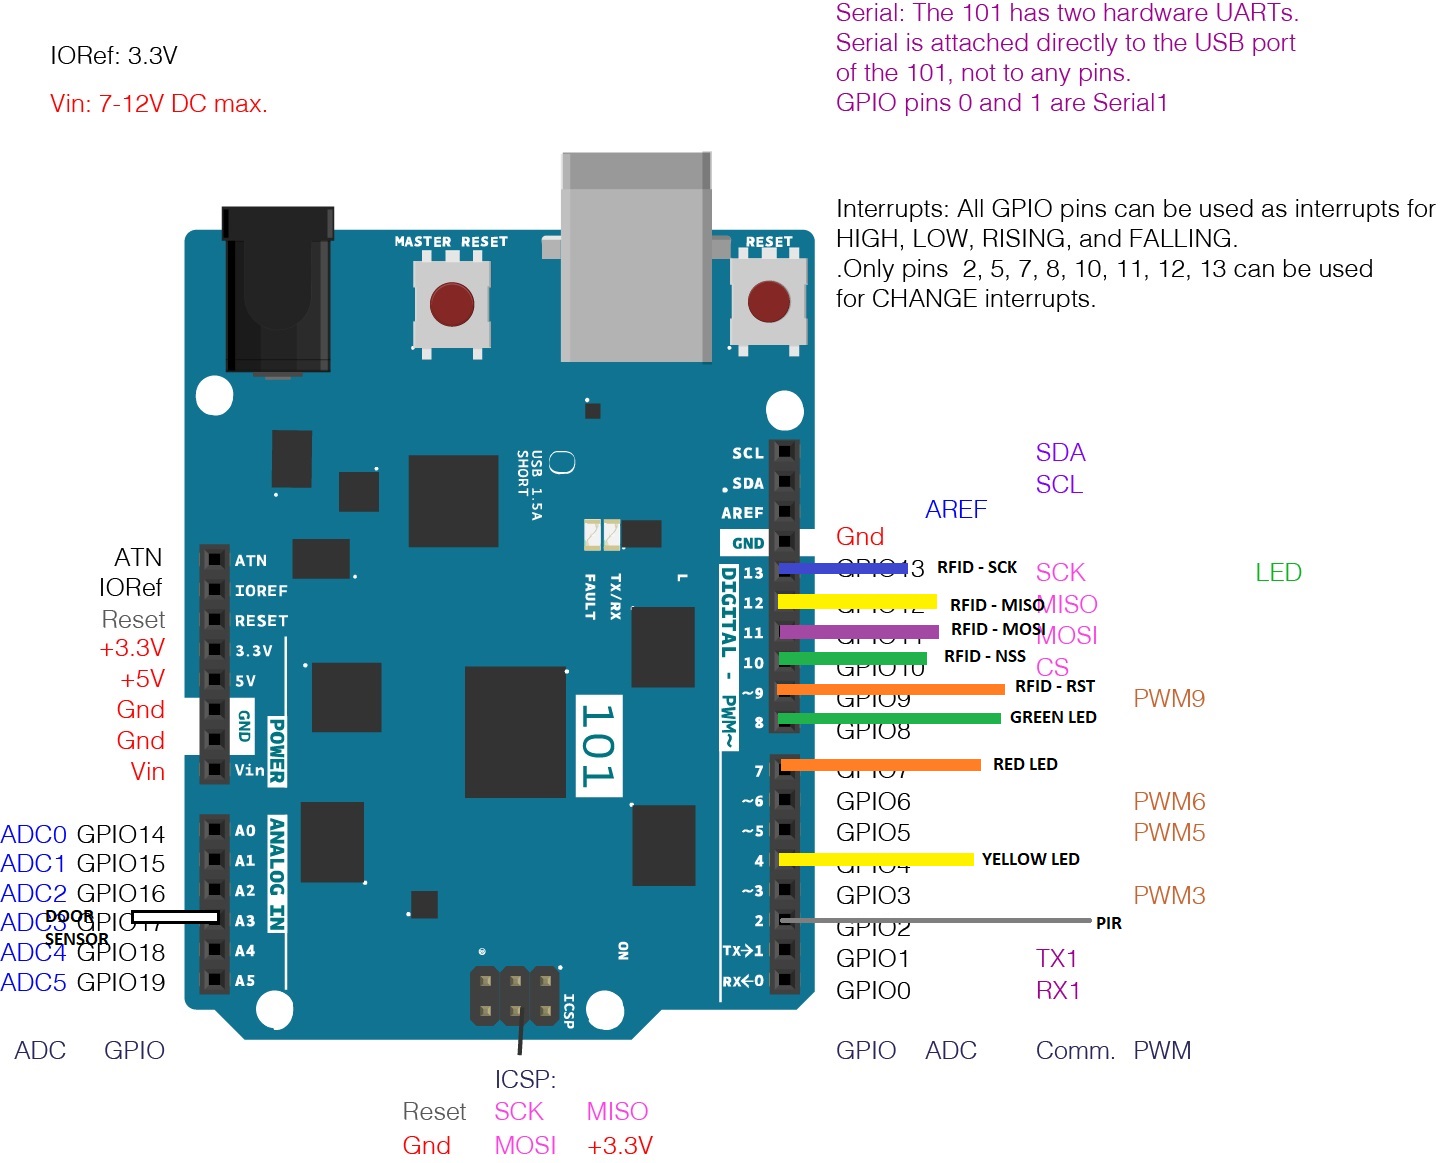 IORef: 3.3V
Vin: 7-12V DC max.
Serial: The 101 has two hardware UARTs.
Serial is attached directly to the USB port
of the 101, not to any pins.
GPIO pins 0 and 1 are Serial1
Interrupts: All GPIO pins can be used as interrupts for
HIGH, LOW, RISING, and FALLING.
.Only pins  2, 5, 7, 8, 10, 11, 12, 13 can be used
for CHANGE interrupts.
MASTER RESET
RESET
USB 1.5A
SHORT
FAULT
TX/RX
L
101
ON
ICSP
ATN ATN
IORef IOREF
Reset RESET
+3.3V 3.3V
+5V 5V
Gnd GND
Gnd
Vin Vin
POWER
ADC0 GPIO14 A0
ADC1 GPIO15 A1
ADC2 GPIO16 A2
ADC3 GPIO17 A3
DOOR
SENSOR
ADC4 GPIO18 A4
ADC5 GPIO19 A5
ANALOG IN
ADC GPIO
SCL SDA
SDA SCL
AREF AREF
GND Gnd
13 GPIO13 RFID - SCK SCK LED
12 GPIO12 RFID - MISO MISO
11 RFID - MOSI MOSI
10 GPIO10 RFID - NSS CS
~9 GPIO9 RFID - RST PWM9
8 GPIO8 GREEN LED
7 GPIO7 RED LED
~6 GPIO6 PWM6
~5 GPIO5 PWM5
4 GPIO4 YELLOW LED
~3 GPIO3 PWM3
2 GPIO2 PIR
TX→1 GPIO1 TX1
RX←0 GPIO0 RX1
DIGITAL - PWM~
GPIO ADC Comm. PWM
ICSP:
Reset SCK MISO
Gnd MOSI +3.3V